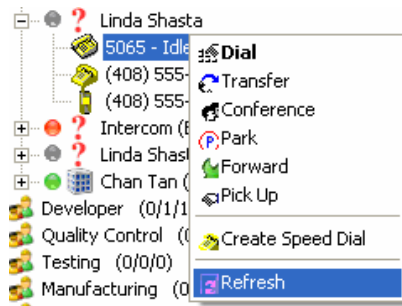 Linda Shasta
5065 - Idle
(408) 555-
(408) 555-
Intercom (
Linda Shast
Chan Tan (
Developer (0/1/1
Quality Control (
Testing (0/0/0)
Manufacturing (0
Dial
Transfer
Conference
P Park
Forward
Pick Up
Create Speed Dial
Refresh